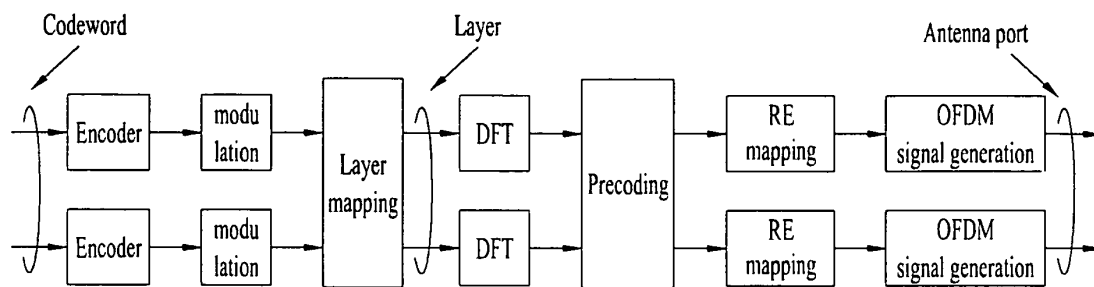 Codeword
Layer
Antenna port
Encoder
modu
lation
Layer
mapping
DFT
Precoding
RE
mapping
OFDM
signal generation
Encoder
modu
lation
DFT
RE
mapping
OFDM
signal generation